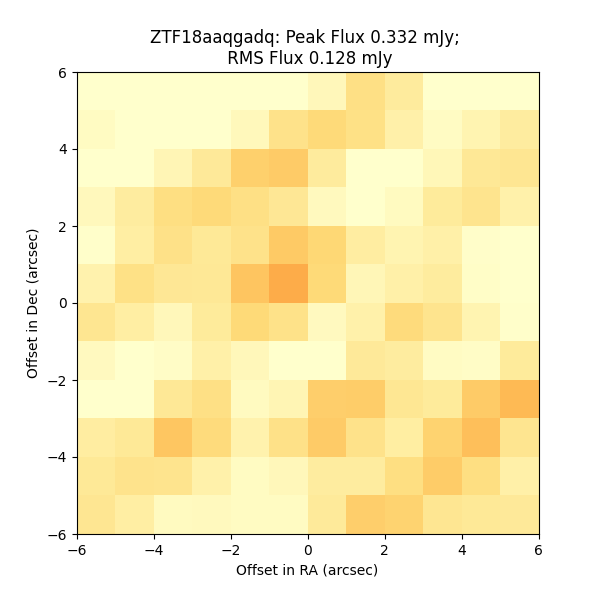 ZTF18aaqgadq: Peak Flux 0.332 mJy;
RMS Flux 0.128 mJy
6
4
2
0
−2
−4
−6
Offset in Dec (arcsec)
−6 −4 −2 0 2 4 6
Offset in RA (arcsec)